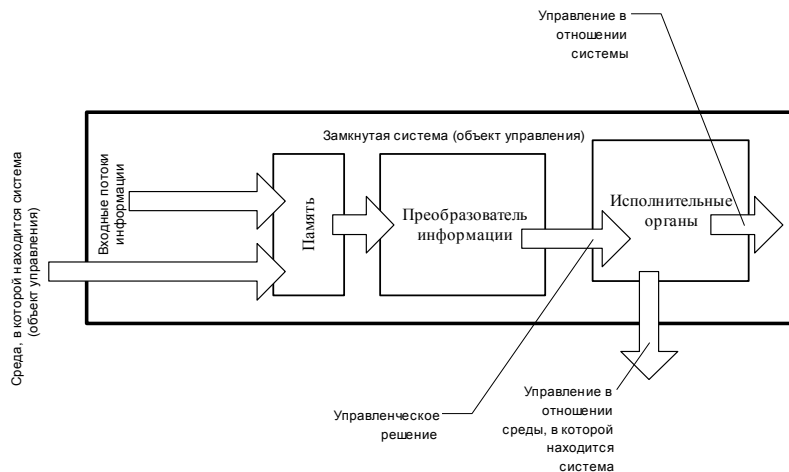 Управление в
отношении
системы
Замкнутая система (объект управления)
Среда, в которой находится система
(объект управления)
Входные потоки
информации
Память
Преобразователь
информации
Исполнительные
органы
Управленческое
решение
Управление в
отношении
среды, в которой
находится
система